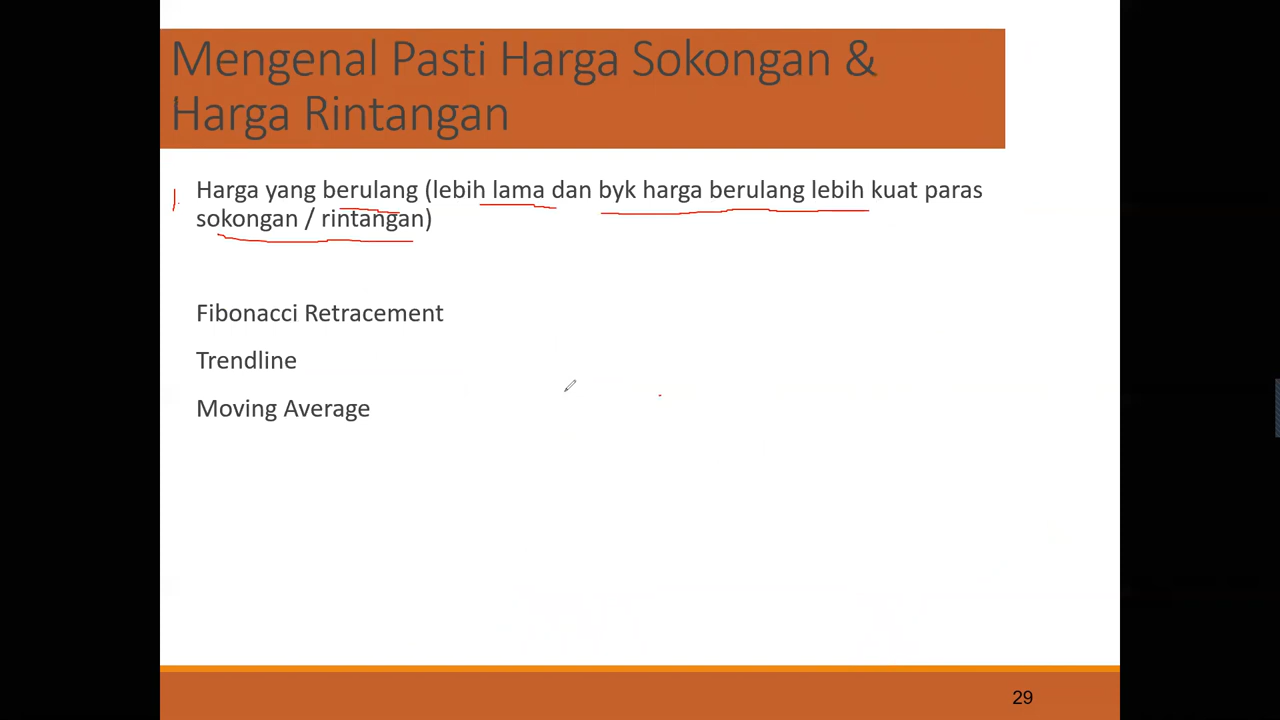 Mengenal Pasti Harga Sokongan &
Harga Rintangan
1. Harga yang berulang (lebih lama dan byk harga berulang lebih kuat paras
sokongan / rintangan)
Fibonacci Retracement
Trendline
Moving Average
29